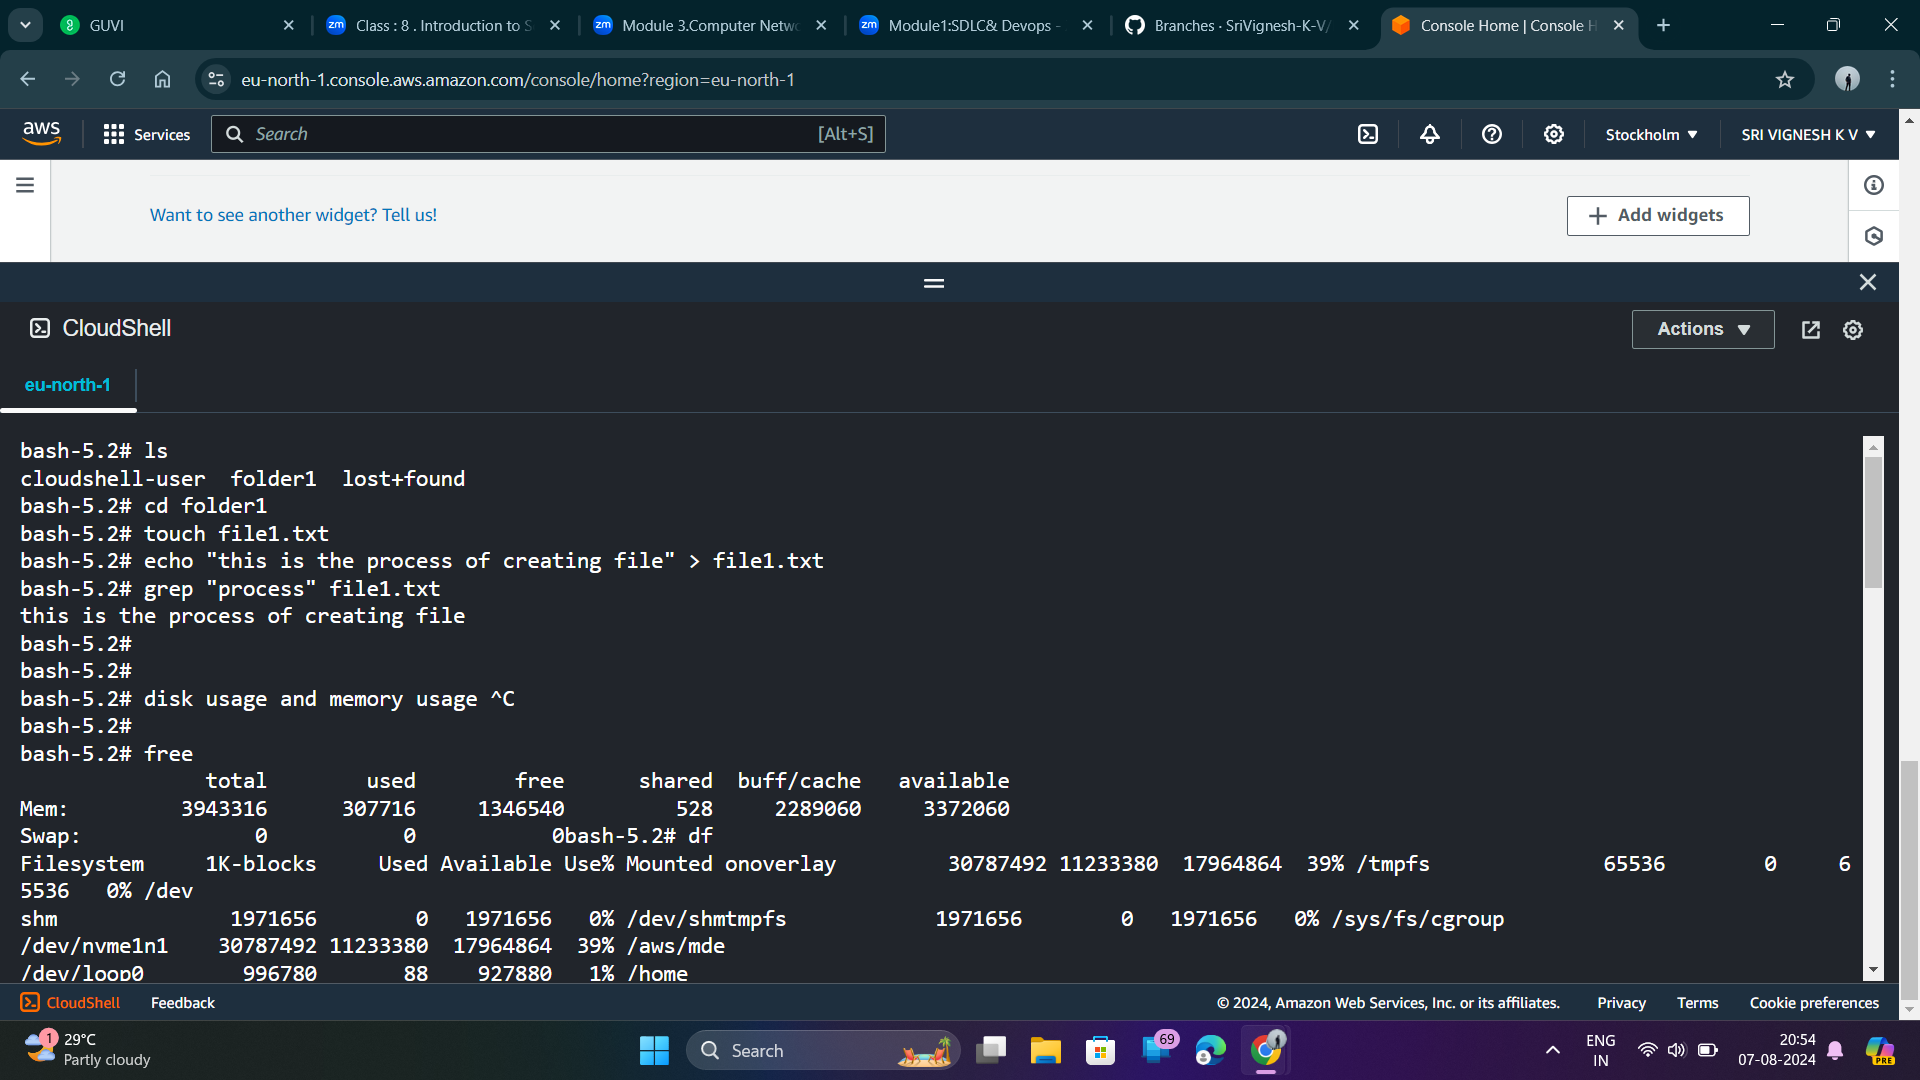 GUVI
Class : 8 . Introduction to S
Module 3.Computer Netwo
Module1:SDLC& Devops -
Branches · SriVignesh-K-V/
Console Home | Console H
eu-north-1.console.aws.amazon.com/console/home?region=eu-north-1
aws
Services
Search
[Alt+S]
Stockholm
SRI VIGNESH K V
Want to see another widget? Tell us!
Add widgets
CloudShell
Actions
eu-north-1
bash-5.2# ls
cloudshell-user  folder1  lost+found
bash-5.2# cd folder1
bash-5.2# touch file1.txt
bash-5.2# echo "this is the process of creating file" > file1.txt
bash-5.2# grep "process" file1.txt
this is the process of creating file
bash-5.2#
bash-5.2#
bash-5.2# disk usage and memory usage ^C
bash-5.2#
bash-5.2# free
total        used        free      shared  buff/cache   available
Mem:         3943316      307716     1346540         528     2289060     3372060
Swap:              0           0           0bash-5.2# df
Filesystem     1K-blocks     Used Available Use% Mounted onoverlay         30787492 11233380  17964864  39% /tmpfs              65536        0     6
5536   0% /dev
shm              1971656        0   1971656   0% /dev/shmtmpfs            1971656        0   1971656   0% /sys/fs/cgroup
/dev/nvme1n1    30787492 11233380  17964864  39% /aws/mde
/dev/loop0        996780       88    927880   1% /home
CloudShell
Feedback
© 2024, Amazon Web Services, Inc. or its affiliates.
Privacy
Terms
Cookie preferences
1
29°C
Partly cloudy
Search
69
PRE
ENG
IN
20:54
07-08-2024